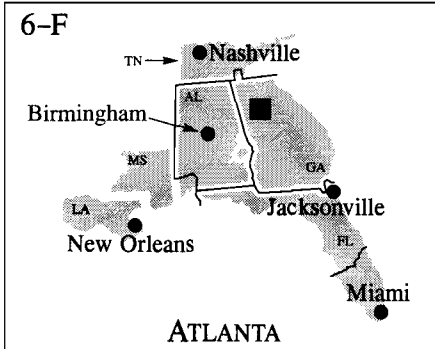 6-F
Nashville
TN
AL
Birmingham
MS
GA
LA
Jacksonville
New Orleans
FL
Miami
ATLANTA